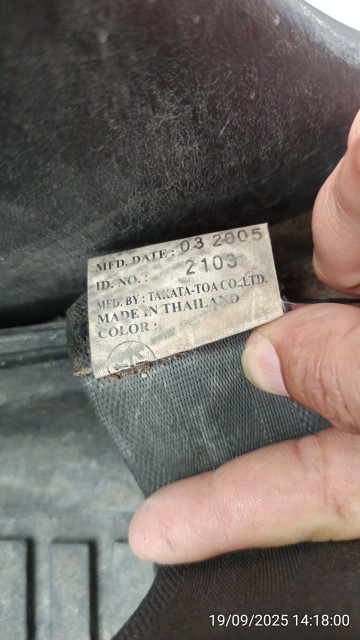 MFD. DATE : 03 2005
ID. NO. : 2103
MFD. BY : TAKATA-TOA CO.,LTD.
MADE IN THAILAND
COLOR :
19/09/2025 14:18:00